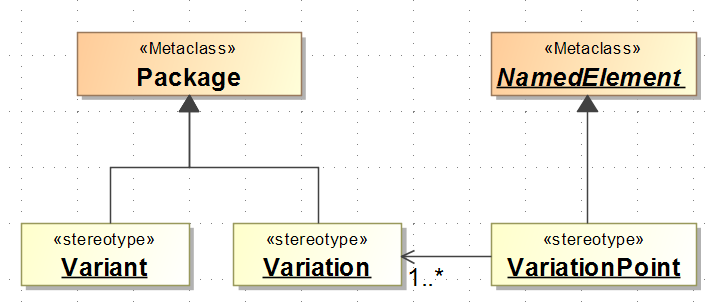 «Metaclass»
Package
«Metaclass»
NamedElement
«stereotype»
Variant
«stereotype»
Variation
1..*
«stereotype»
VariationPoint